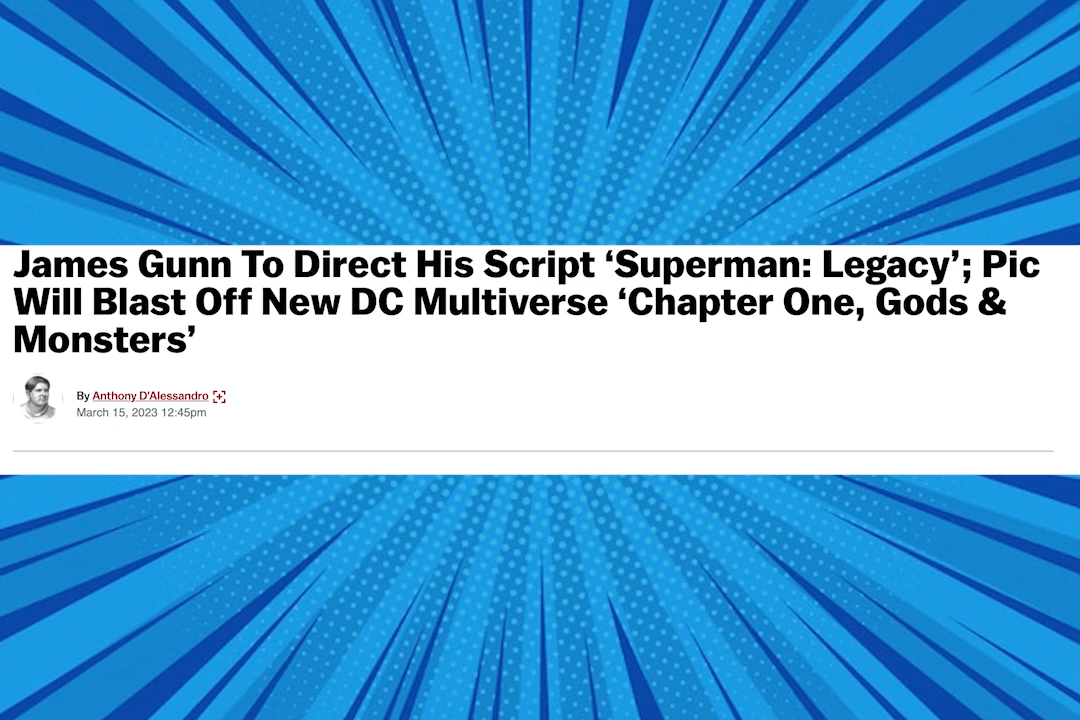 James Gunn To Direct His Script ‘Superman: Legacy’; Pic
Will Blast Off New DC Multiverse ‘Chapter One, Gods &
Monsters’
By Anthony D'Alessandro
March 15, 2023 12:45pm